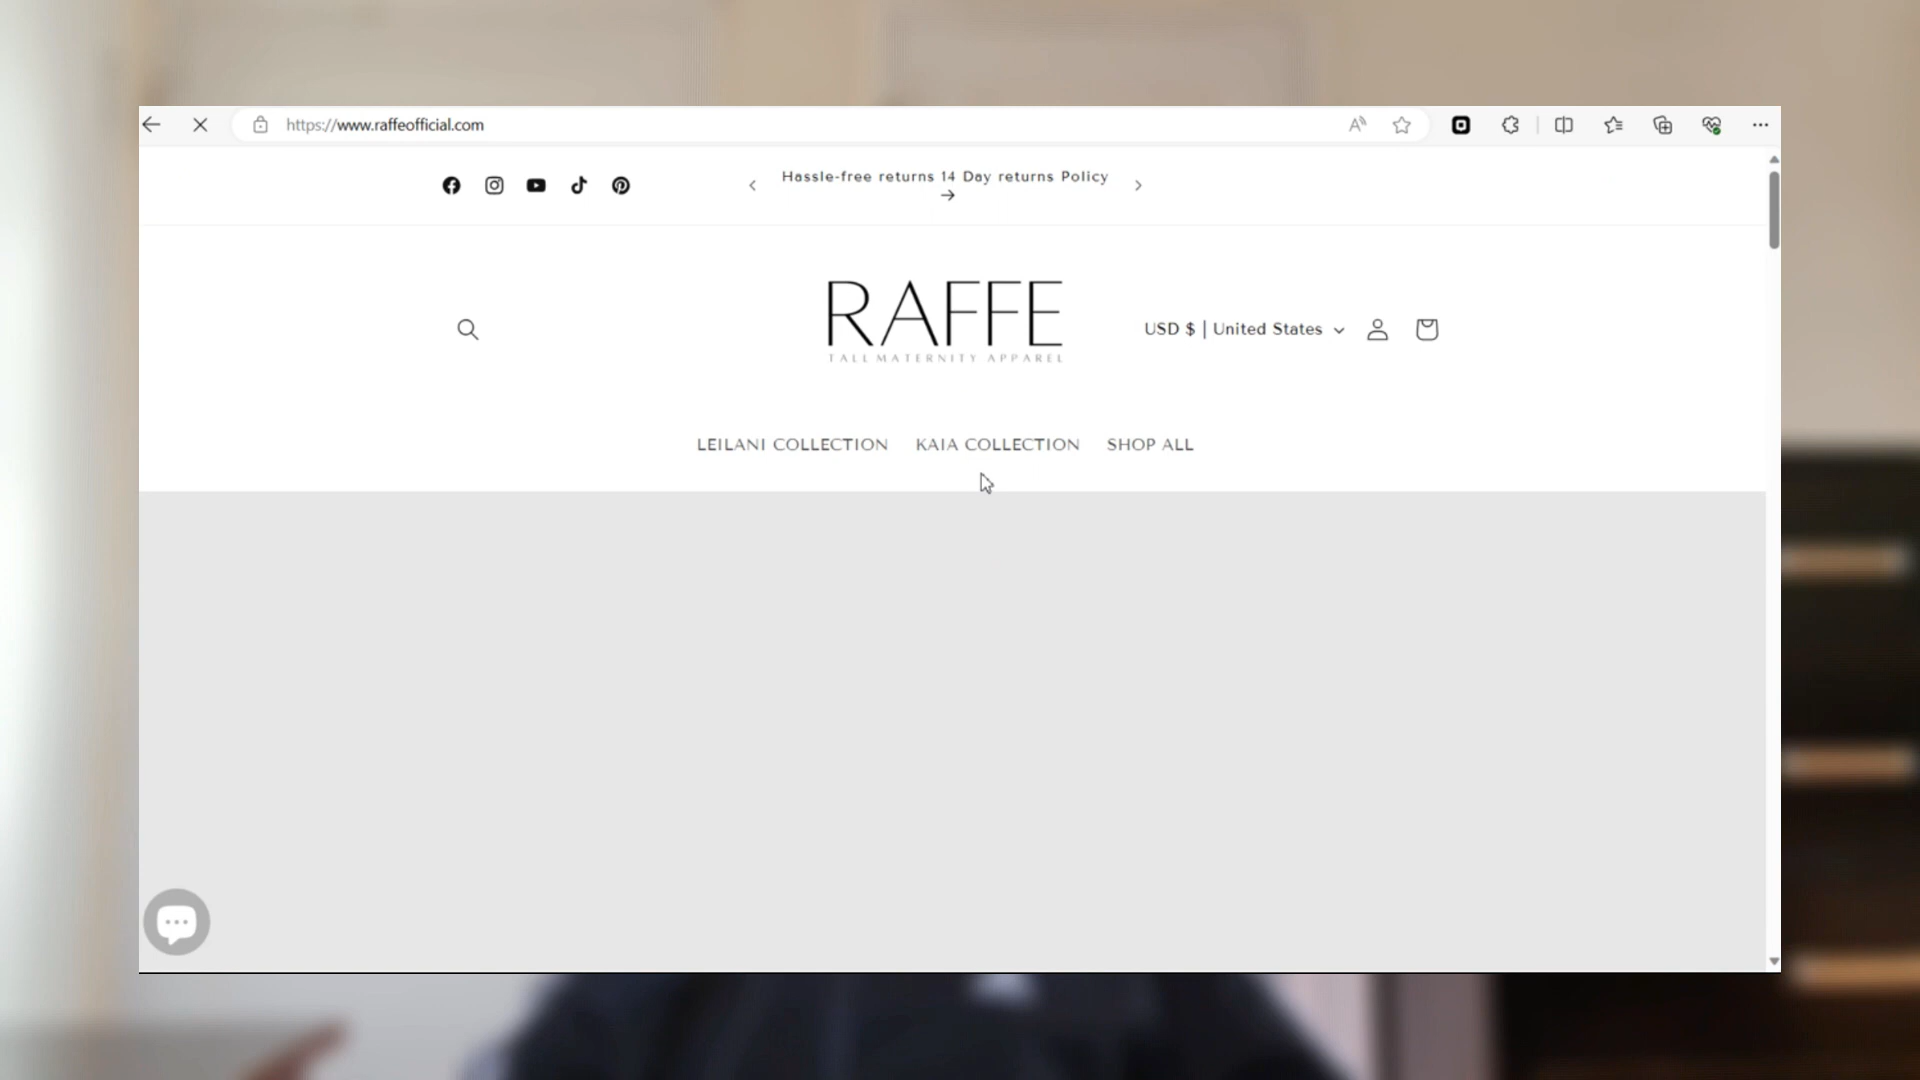 https://www.raffeofficial.com
Hassle-free returns 14 Day returns Policy
→
RAFFE
TALL MATERNITY APPAREL
USD $ | United States
LEILANI COLLECTION KAIA COLLECTION SHOP ALL